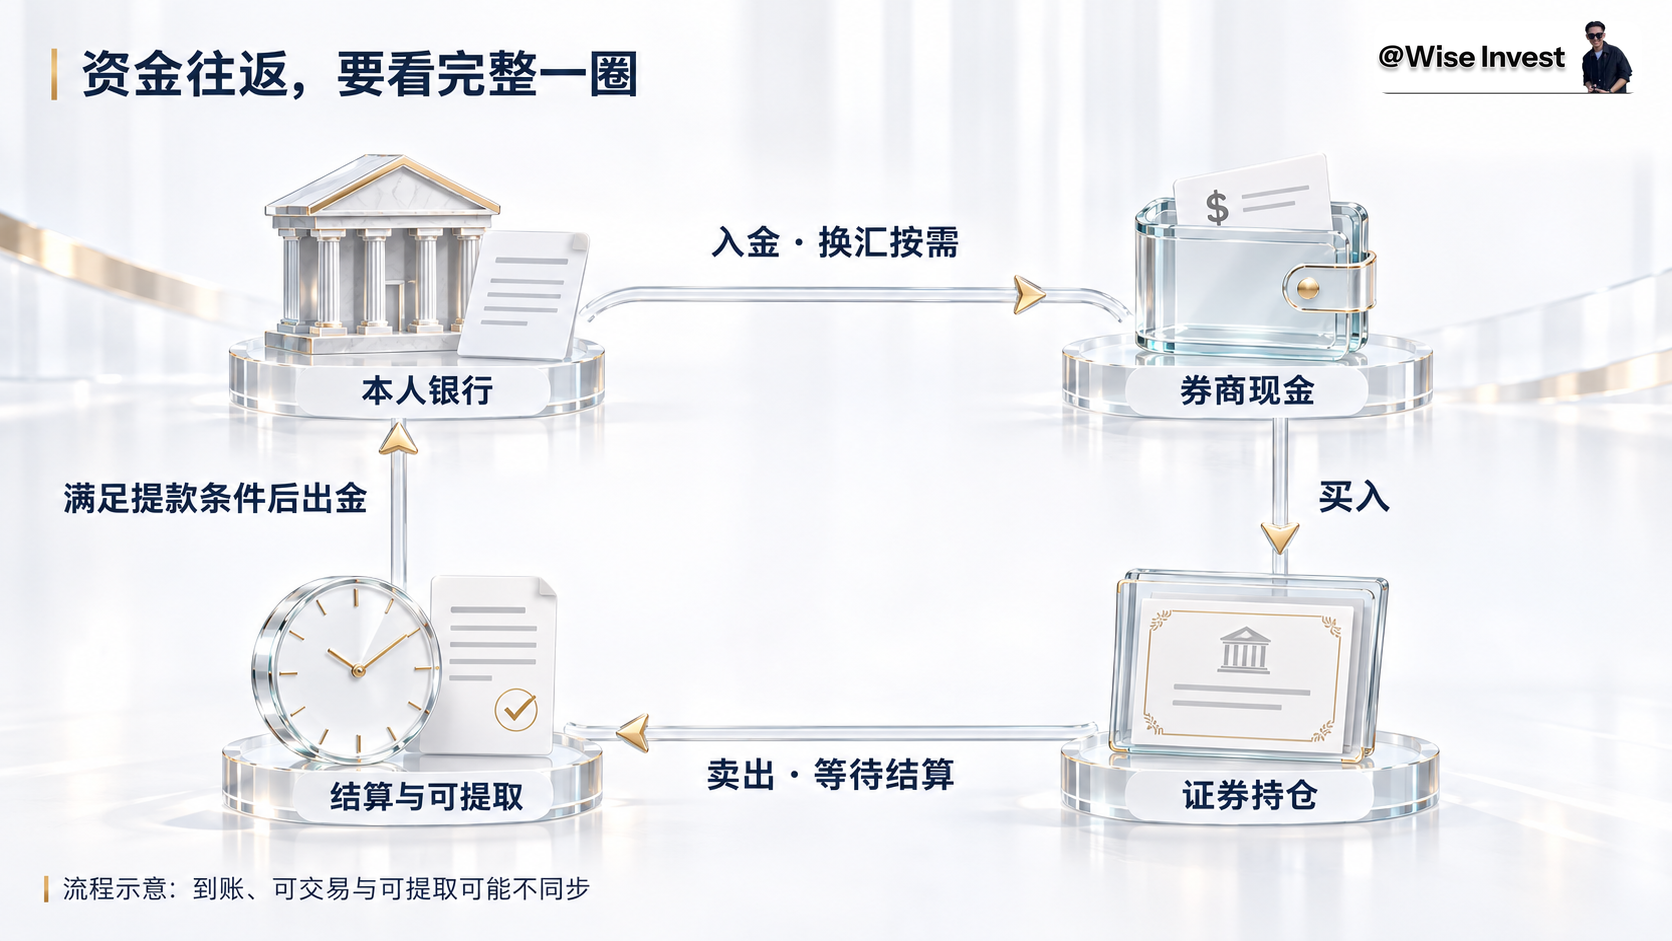 资金往返，要看完整一圈
@Wise Invest
入金 · 换汇按需
$
本人银行
券商现金
满足提款条件后出金
买入
卖出 · 等待结算
结算与可提取
证券持仓
流程示意：到账、可交易与可提取可能不同步